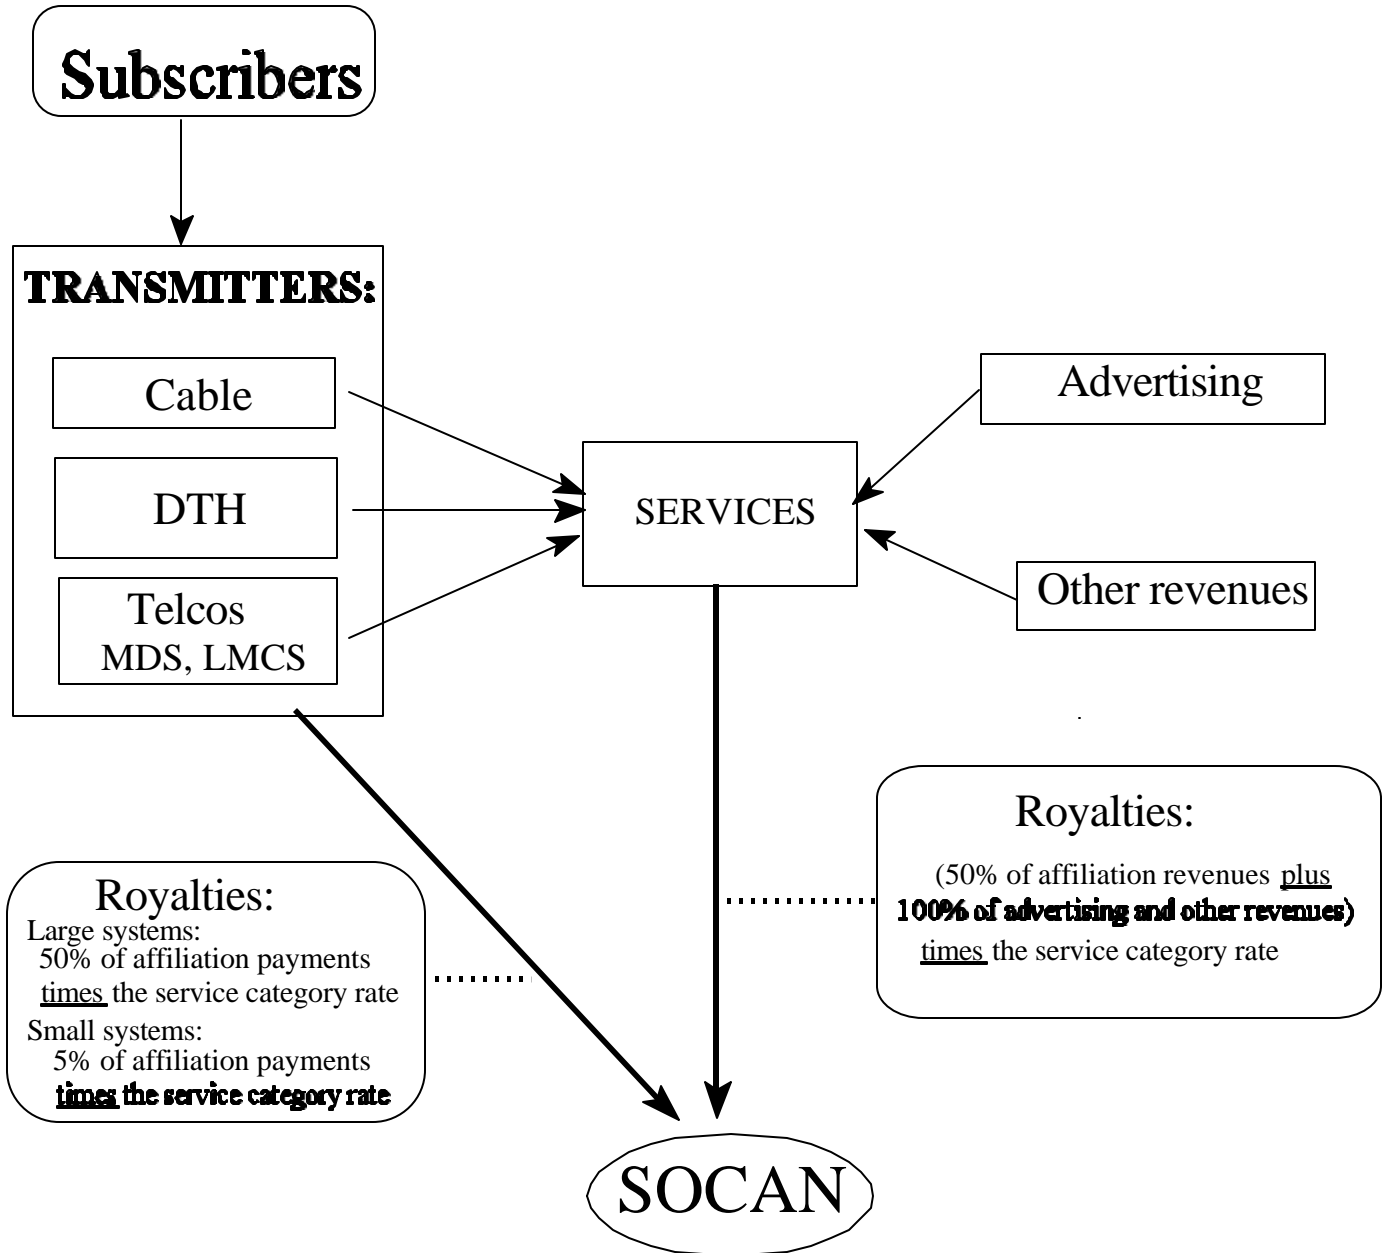 Subscribers
TRANSMITTERS:
Cable
DTH
Telcos
MDS, LMCS
SERVICES
Advertising
Other revenues
Royalties:
Large systems:
50% of affiliation payments
times the service category rate
Small systems:
5% of affiliation payments
times the service category rate
Royalties:
(50% of affiliation revenues plus
100% of advertising and other revenues)
times the service category rate
SOCAN